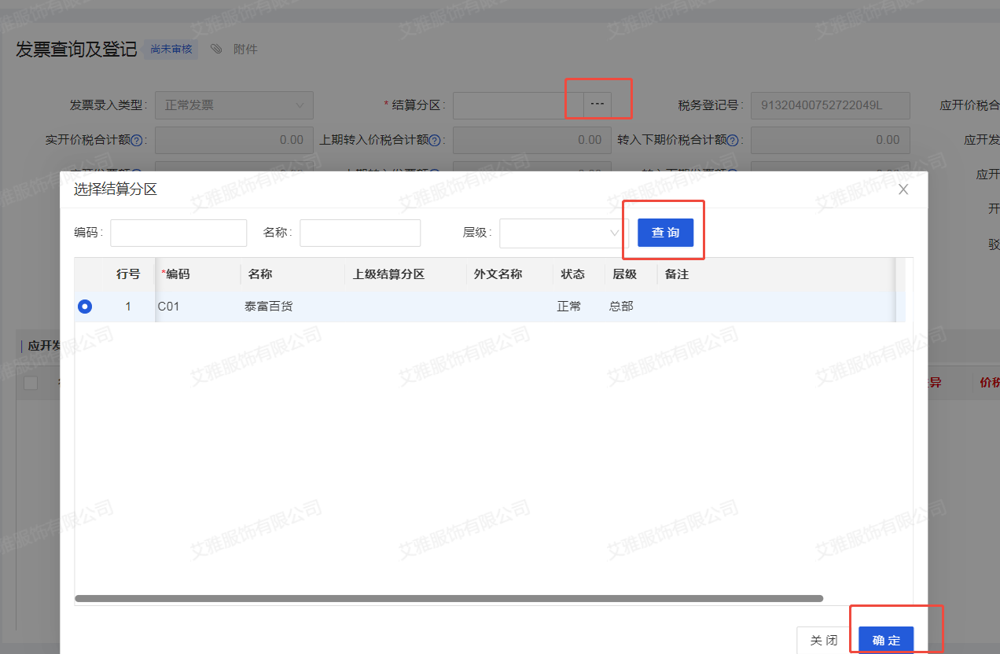 发票查询及登记 尚未审核 附件
发票录入类型: 正常发票 * 结算分区: 税务登记号: 91320400752722049L 应开价税合
实开价税合计额 ?: 0.00 上期转入价税合计额 ?: 0.00 转入下期价税合计额 ?: 0.00 应开发
应开
选择结算分区
开
编码: 名称: 层级: 查 询
驳
行号 *编码 名称 上级结算分区 外文名称 状态 层级 备注
1 C01 泰富百货 正常 总部
应开发
异 价税
关 闭 确 定
艾雅服饰有限公司